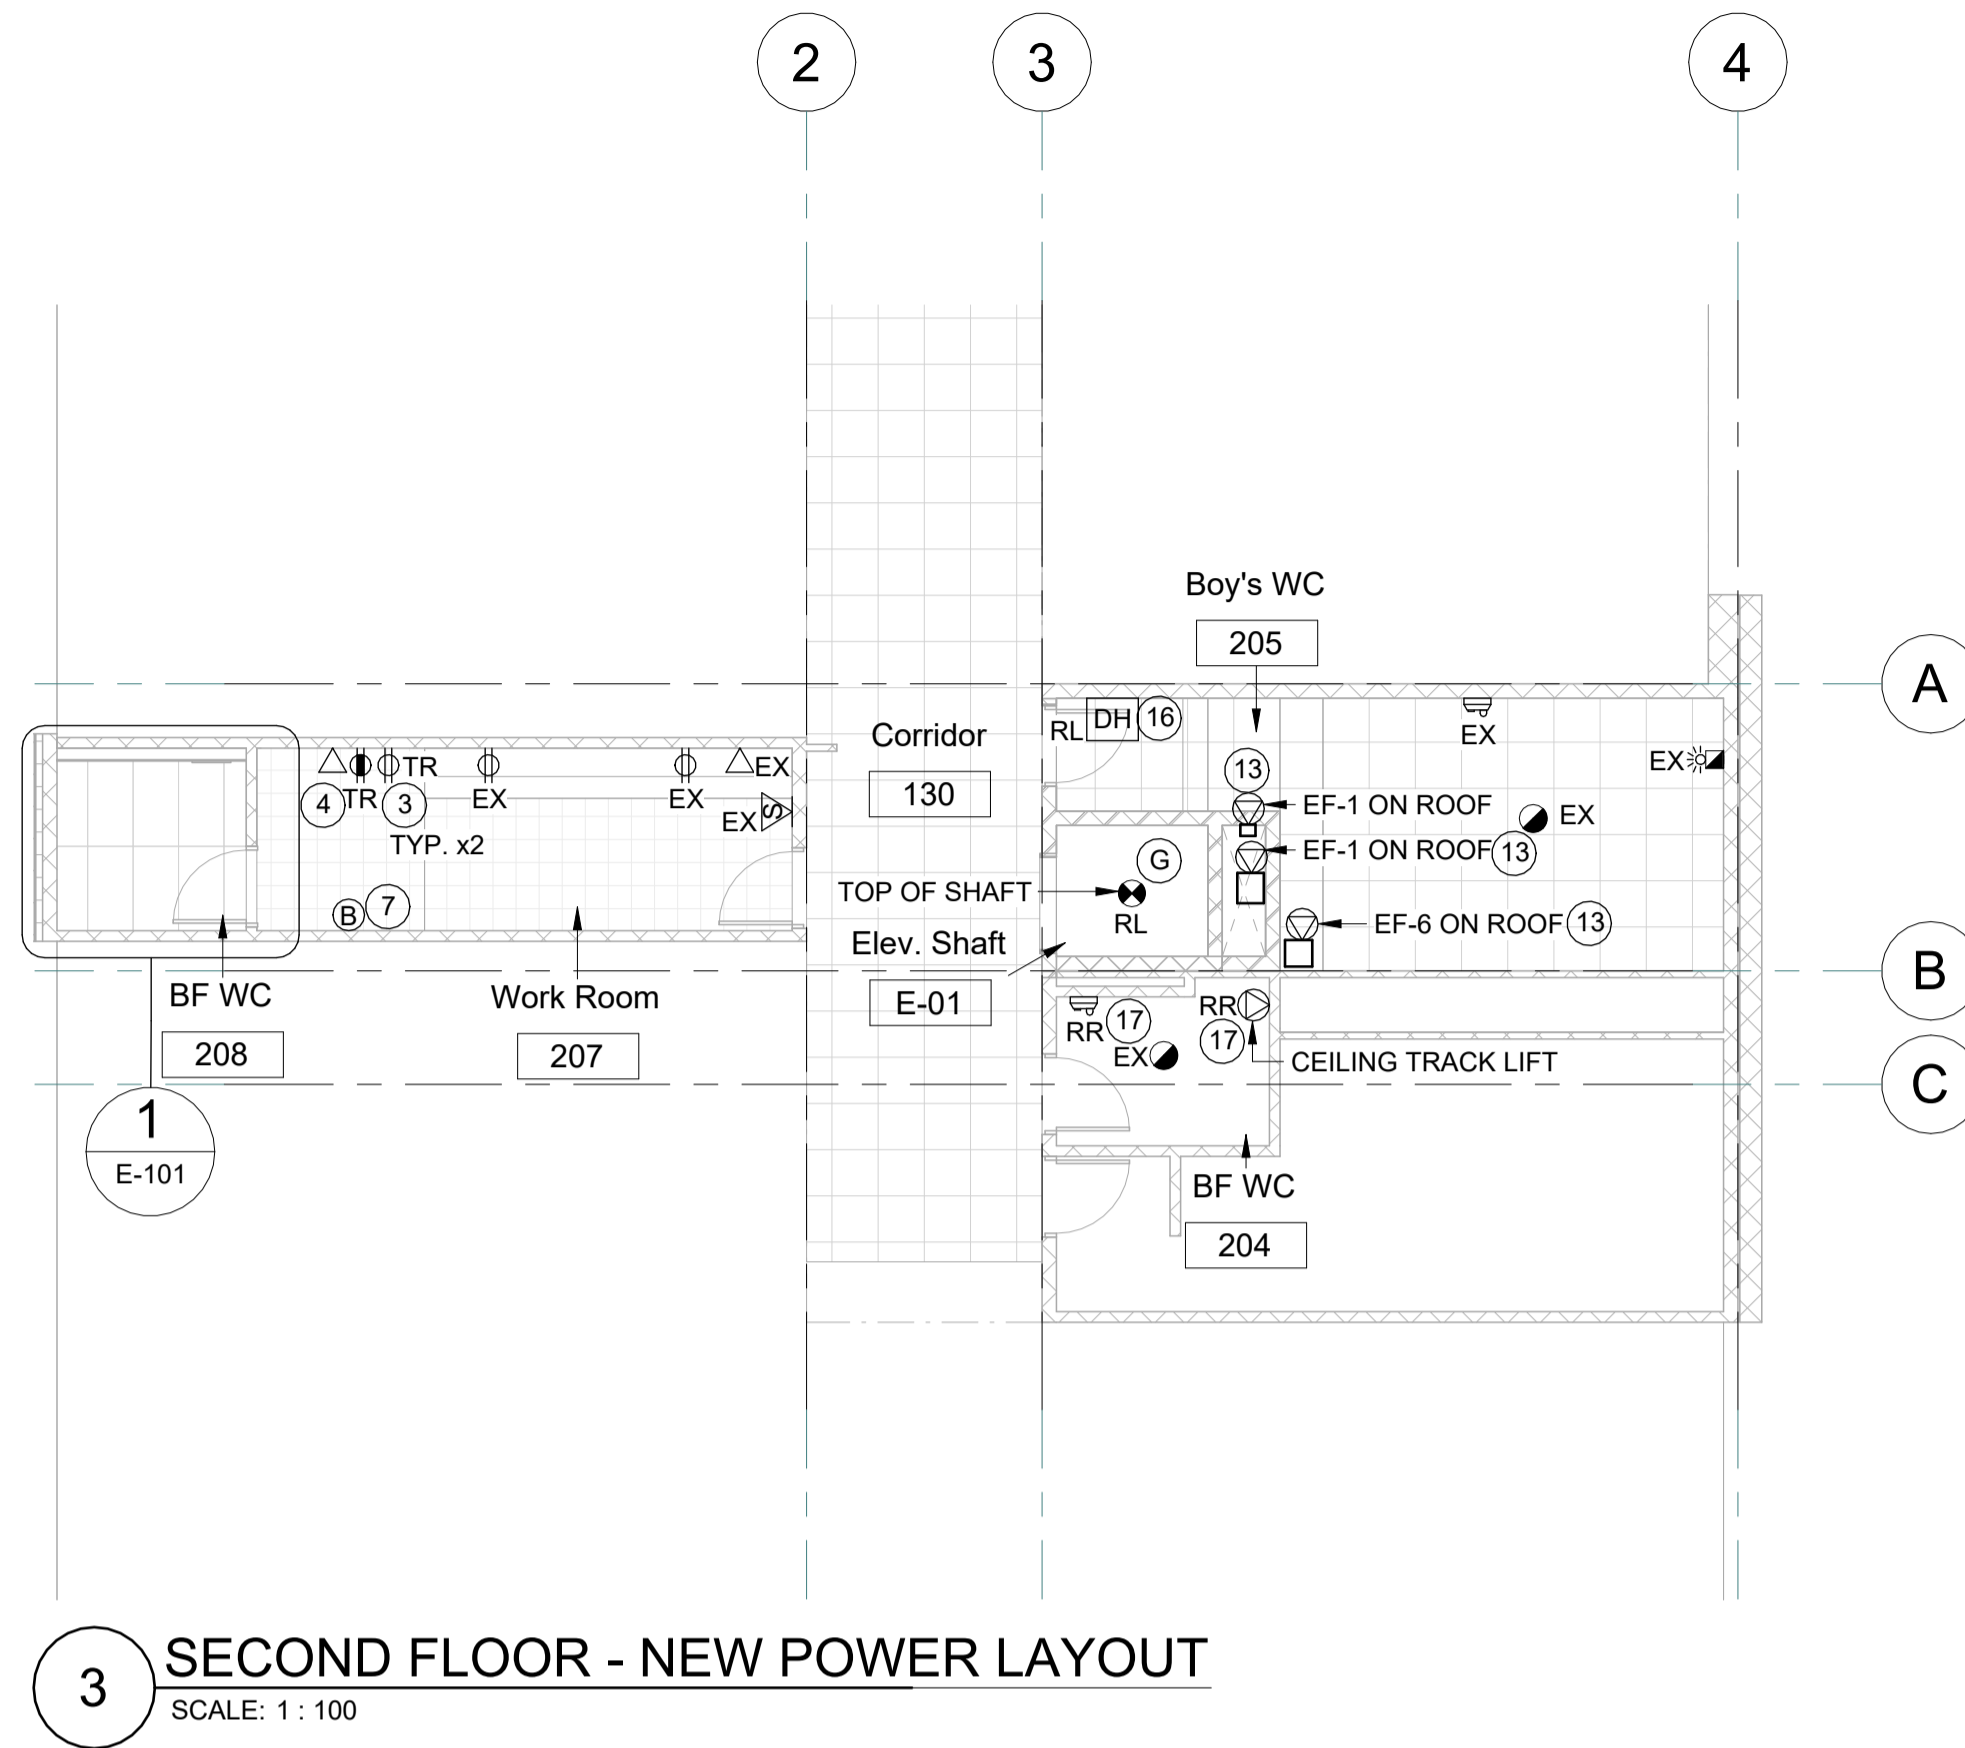 2
3
4
Boy's WC
205
A
RL
DH
16
EX
Corridor
130
EX
13
TR
EX
4
TR
3
EX
EX
EX
S
TYP. x2
EF-1 ON ROOF
EX
EF-1 ON ROOF
13
G
TOP OF SHAFT
RL
B
7
EF-6 ON ROOF
13
Elev. Shaft
E-01
B
BF WC
208
Work Room
207
RR
17
RR
17
EX
CEILING TRACK LIFT
C
1
E-101
BF WC
204
3
SECOND FLOOR - NEW POWER LAYOUT
SCALE: 1 : 100